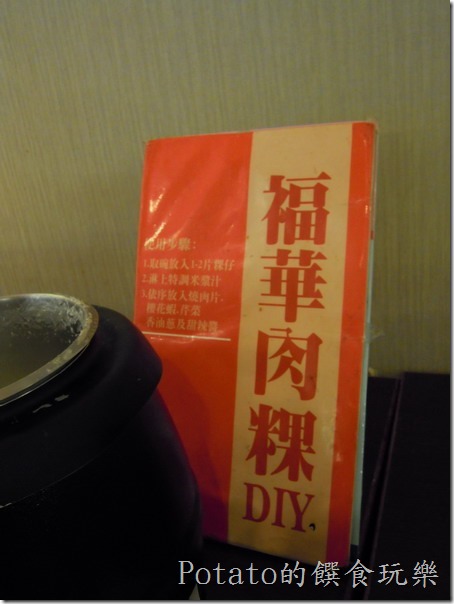 福華肉粿
DIY
使用步驟:
1.取碗放入1-2片粿仔
2.淋上特調米漿汁
3.依序放入燒肉片、
櫻花蝦、芹菜
香油蔥及甜辣醬
Potato的饌食玩樂